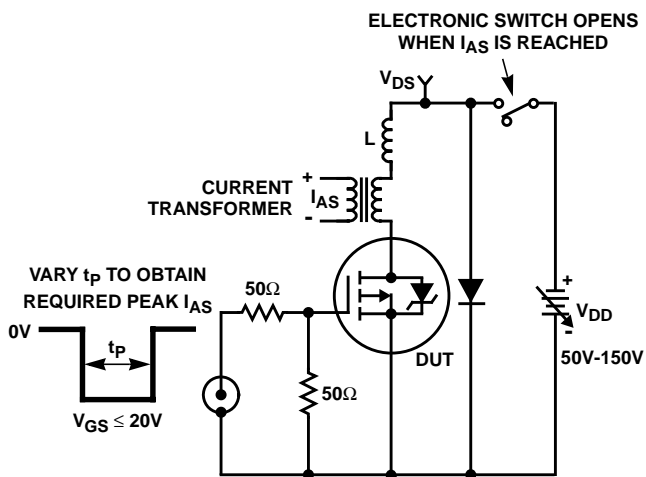 ELECTRONIC SWITCH OPENS
WHEN IAS IS REACHED
VDS
L
+
CURRENT
TRANSFORMER
IAS
-
VARY tP TO OBTAIN
REQUIRED PEAK IAS
50Ω
0V
tP
VGS ≤ 20V
50Ω
DUT
+
VDD
-
50V-150V